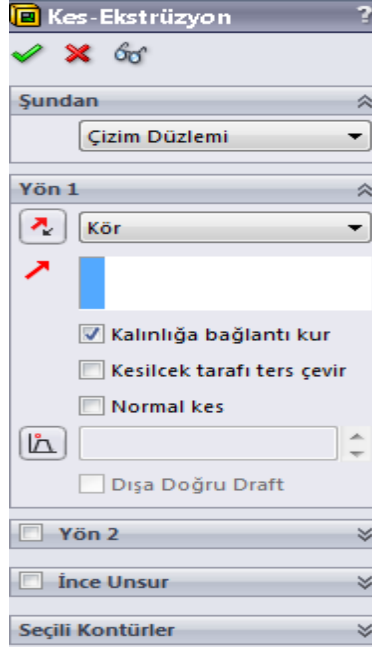 Kes-Ekstrüzyon ?
Şundan
Çizim Düzlemi
Yön 1
Kör
Kalınlığa bağlantı kur
Kesilcek tarafı ters çevir
Normal kes
Dışa Doğru Draft
Yön 2
İnce Unsur
Seçili Kontürler